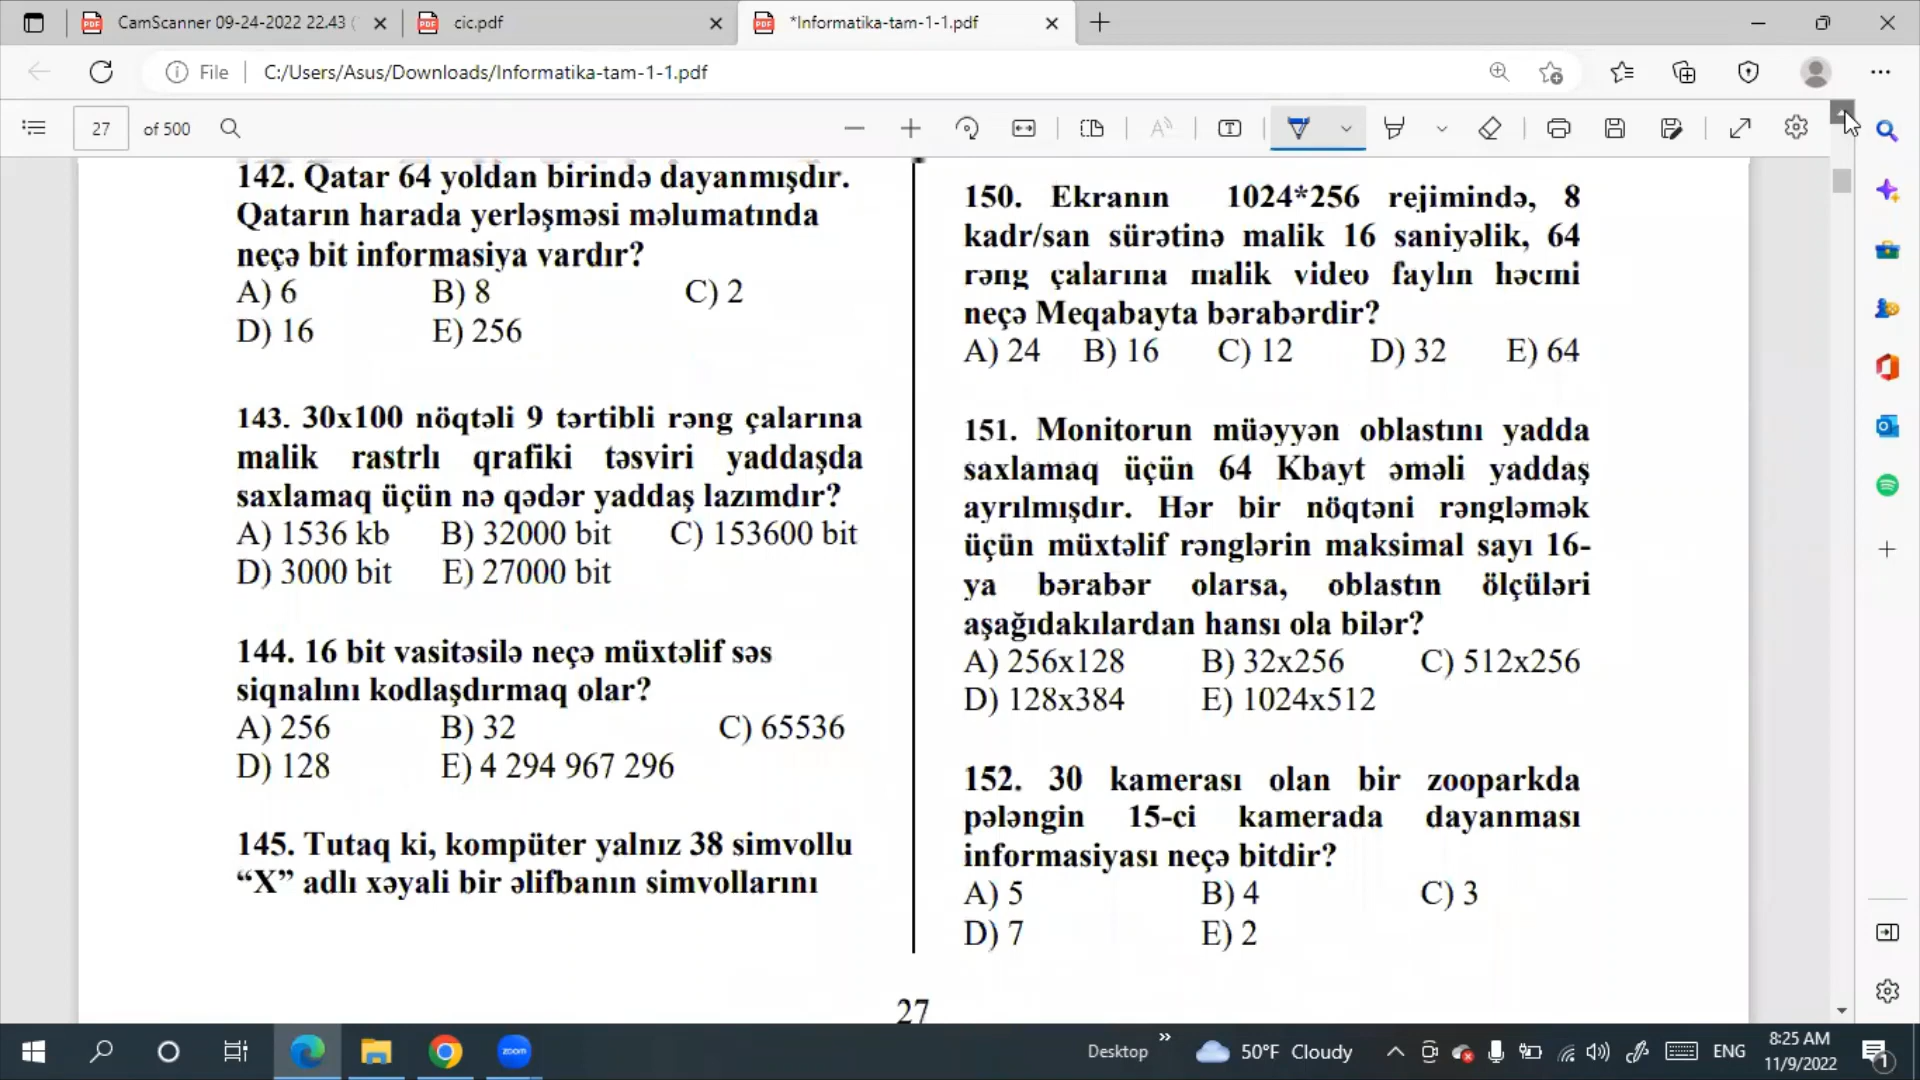 CamScanner 09-24-2022 22.43 (
cic.pdf
*Informatika-tam-1-1.pdf
File
C:/Users/Asus/Downloads/Informatika-tam-1-1.pdf
27
of 500
142. Qatar 64 yoldan birində dayanmışdır.
Qatarın harada yerləşməsi məlumatında
neçə bit informasiya vardır?
A) 6 B) 8 C) 2
D) 16 E) 256
143. 30x100 nöqtəli 9 tərtibli rəng çalarına
malik rastrlı qrafiki təsviri yaddaşda
saxlamaq üçün nə qədər yaddaş lazımdır?
A) 1536 kb B) 32000 bit C) 153600 bit
D) 3000 bit E) 27000 bit
144. 16 bit vasitəsilə neçə müxtəlif səs
siqnalını kodlaşdırmaq olar?
A) 256 B) 32 C) 65536
D) 128 E) 4 294 967 296
145. Tutaq ki, kompüter yalnız 38 simvollu
“X” adlı xəyali bir əlifbanın simvollarını
150. Ekranın 1024*256 rejimində, 8
kadr/san sürətinə malik 16 saniyəlik, 64
rəng çalarına malik video faylın həcmi
neçə Meqabayta bərabərdir?
A) 24 B) 16 C) 12 D) 32 E) 64
151. Monitorun müəyyən oblastını yadda
saxlamaq üçün 64 Kbayt əməli yaddaş
ayrılmışdır. Hər bir nöqtəni rəngləmək
üçün müxtəlif rənglərin maksimal sayı 16-
ya bərabər olarsa, oblastın ölçüləri
aşağıdakılardan hansı ola bilər?
A) 256x128 B) 32x256 C) 512x256
D) 128x384 E) 1024x512
152. 30 kamerası olan bir zooparkda
pələngin 15-ci kamerada dayanması
informasiyası neçə bitdir?
A) 5 B) 4 C) 3
D) 7 E) 2
27
zoom
Desktop
50°F Cloudy
ENG
8:25 AM
11/9/2022
1